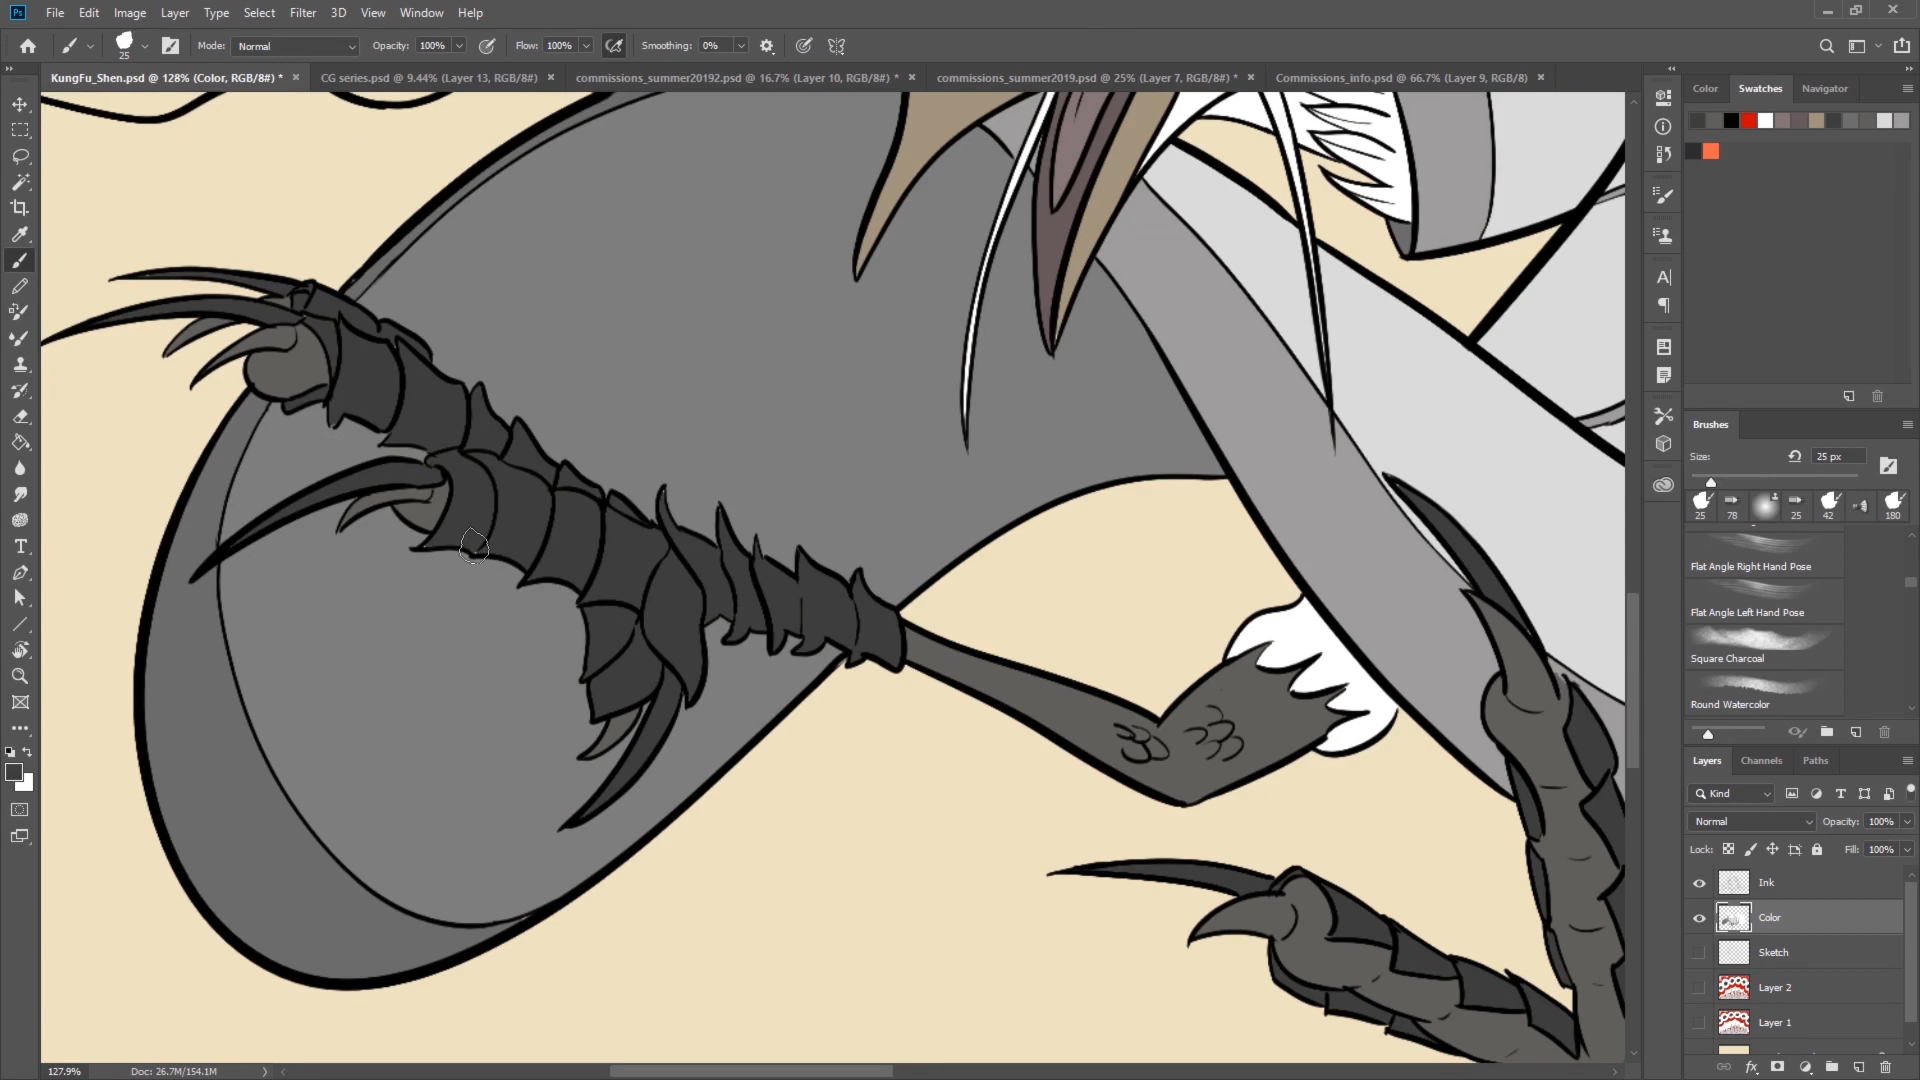 Ps File Edit Image Layer Type Select Filter 3D View Window Help
25 Mode: Normal Opacity: 100% Flow: 100% Smoothing: 0%
KungFu_Shen.psd @ 128% (Color, RGB/8#) * CG series.psd @ 9.44% (Layer 13, RGB/8#) commissions_summer20192.psd @ 16.7% (Layer 10, RGB/8#) * commissions_summer2019.psd @ 25% (Layer 7, RGB/8#) * Commissions_info.psd @ 66.7% (Layer 9, RGB/8)
Color Swatches Navigator
Brushes
Size: 25 px
25 78 25 42 180
Flat Angle Right Hand Pose
Flat Angle Left Hand Pose
Square Charcoal
Round Watercolor
Layers Channels Paths
Kind
Normal Opacity: 100%
Lock: Fill: 100%
Ink
Color
Sketch
Layer 2
Layer 1
127.9% Doc: 26.7M/154.1M